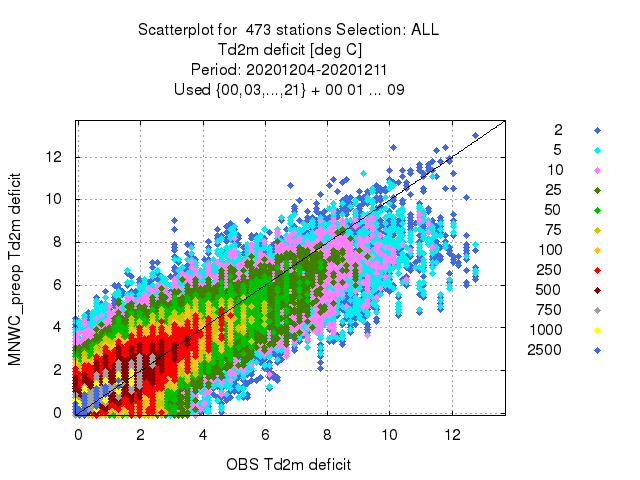 Scatterplot for 473 stations Selection: ALL
Td2m deficit [deg C]
Period: 20201204-20201211
Used {00,03,...,21} + 00 01 ... 09
MNWC_preop Td2m deficit
12
10
8
6
4
2
0
0 2 4 6 8 10 12
OBS Td2m deficit
2
5
10
25
50
75
100
250
500
750
1000
2500